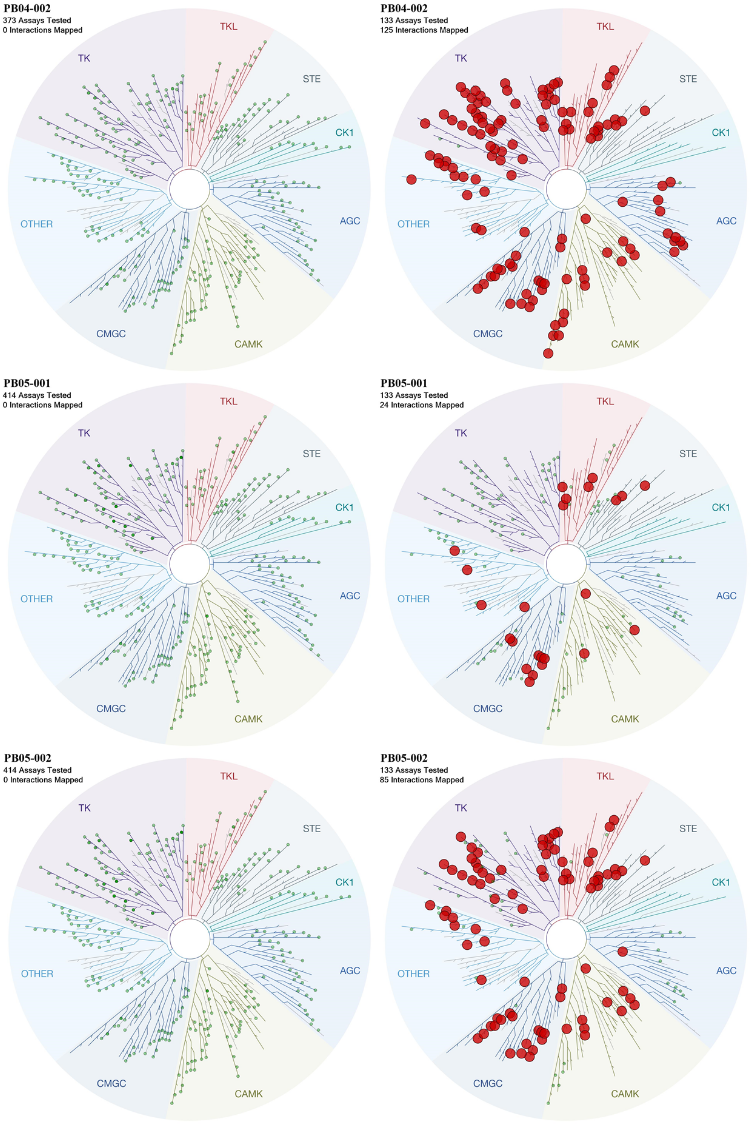 PB04-002
373 Assays Tested
0 Interactions Mapped
TK
TKL
STE
CK1
AGC
CAMK
CMGC
OTHER
PB04-002
133 Assays Tested
125 Interactions Mapped
TK
TKL
STE
CK1
AGC
CAMK
CMGC
OTHER
PB05-001
414 Assays Tested
0 Interactions Mapped
TK
TKL
STE
CK1
AGC
CAMK
CMGC
OTHER
PB05-001
133 Assays Tested
24 Interactions Mapped
TK
TKL
STE
CK1
AGC
CAMK
CMGC
OTHER
PB05-002
414 Assays Tested
0 Interactions Mapped
TK
TKL
STE
CK1
AGC
CAMK
CMGC
OTHER
PB05-002
133 Assays Tested
85 Interactions Mapped
TK
TKL
STE
CK1
AGC
CAMK
CMGC
OTHER